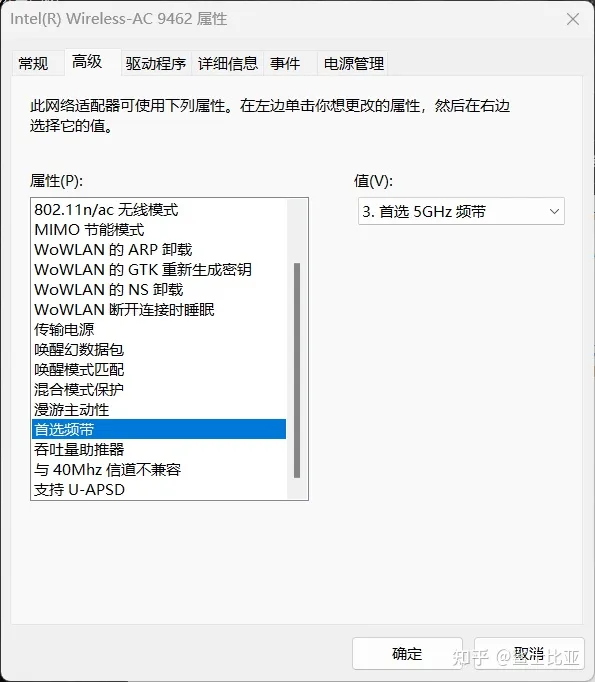 Intel(R) Wireless-AC 9462 属性
常规 高级 驱动程序 详细信息 事件 电源管理
此网络适配器可使用下列属性。在左边单击你想更改的属性，然后在右边
选择它的值。
属性(P): 值(V):
802.11n/ac 无线模式
3. 首选 5GHz 频带
MIMO 节能模式
WoWLAN 的 ARP 卸载
WoWLAN 的 GTK 重新生成密钥
WoWLAN 的 NS 卸载
WoWLAN 断开连接时睡眠
传输电源
唤醒幻数据包
唤醒模式匹配
混合模式保护
漫游主动性
首选频带
吞吐量助推器
与 40Mhz 信道不兼容
支持 U-APSD
确定 取消
知乎